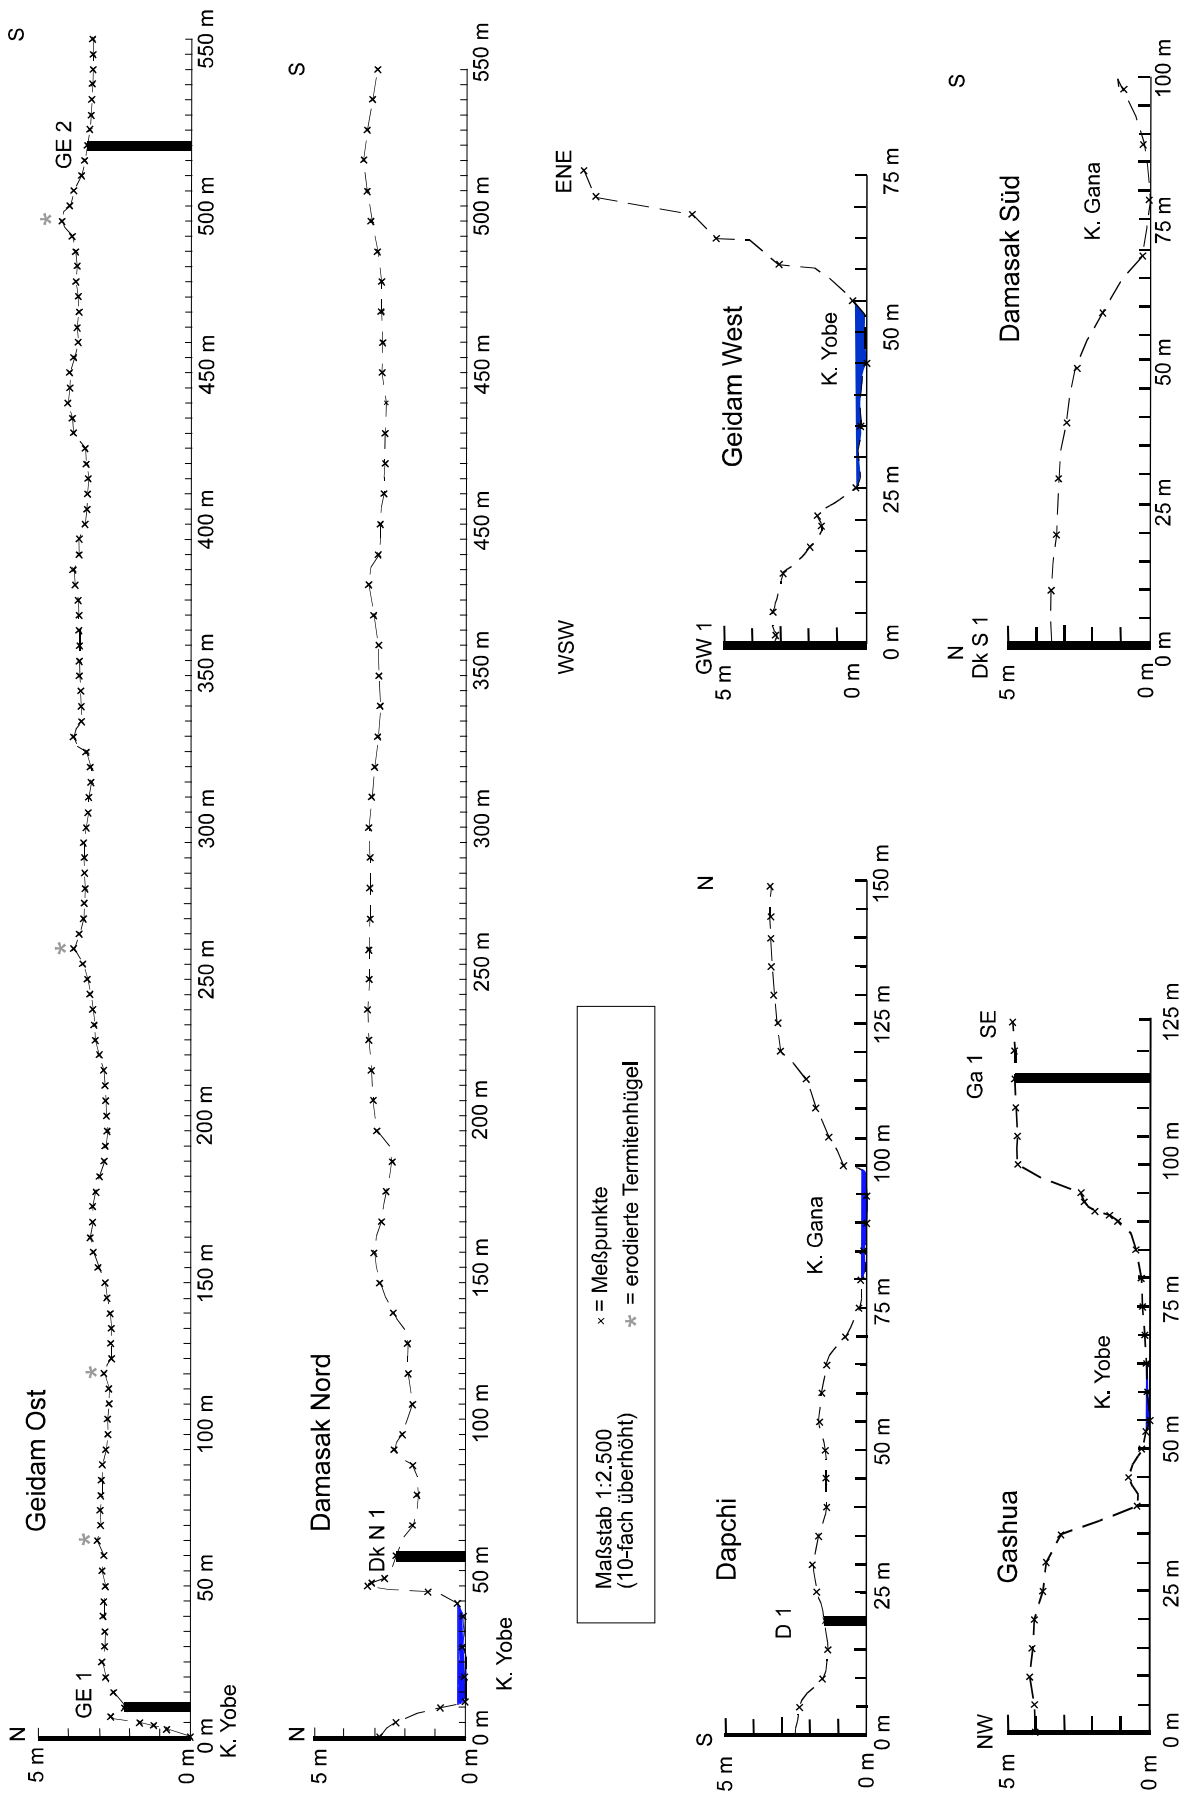 Geidam Ost
N
S
GE 1
GE 2
*
*
*
*
5 m
0 m
0 m
50 m
100 m
150 m
200 m
250 m
300 m
350 m
400 m
450 m
500 m
550 m
K. Yobe
Damasak Nord
N
S
Dk N 1
5 m
0 m
0 m
50 m
100 m
150 m
200 m
250 m
300 m
350 m
450 m
450 m
500 m
550 m
K. Yobe
Maßstab 1:2.500
(10-fach überhöht)
× = Meßpunkte
* = erodierte Termitenhügel
WSW
ENE
Geidam West
GW 1
K. Yobe
5 m
0 m
0 m
25 m
50 m
75 m
Dapchi
S
N
D 1
K. Gana
5 m
0 m
0 m
25 m
50 m
75 m
100 m
125 m
150 m
Gashua
NW
SE
Ga 1
K. Yobe
5 m
0 m
0 m
25 m
50 m
75 m
100 m
125 m
Damasak Süd
N
S
Dk S 1
K. Gana
5 m
0 m
0 m
25 m
50 m
75 m
100 m